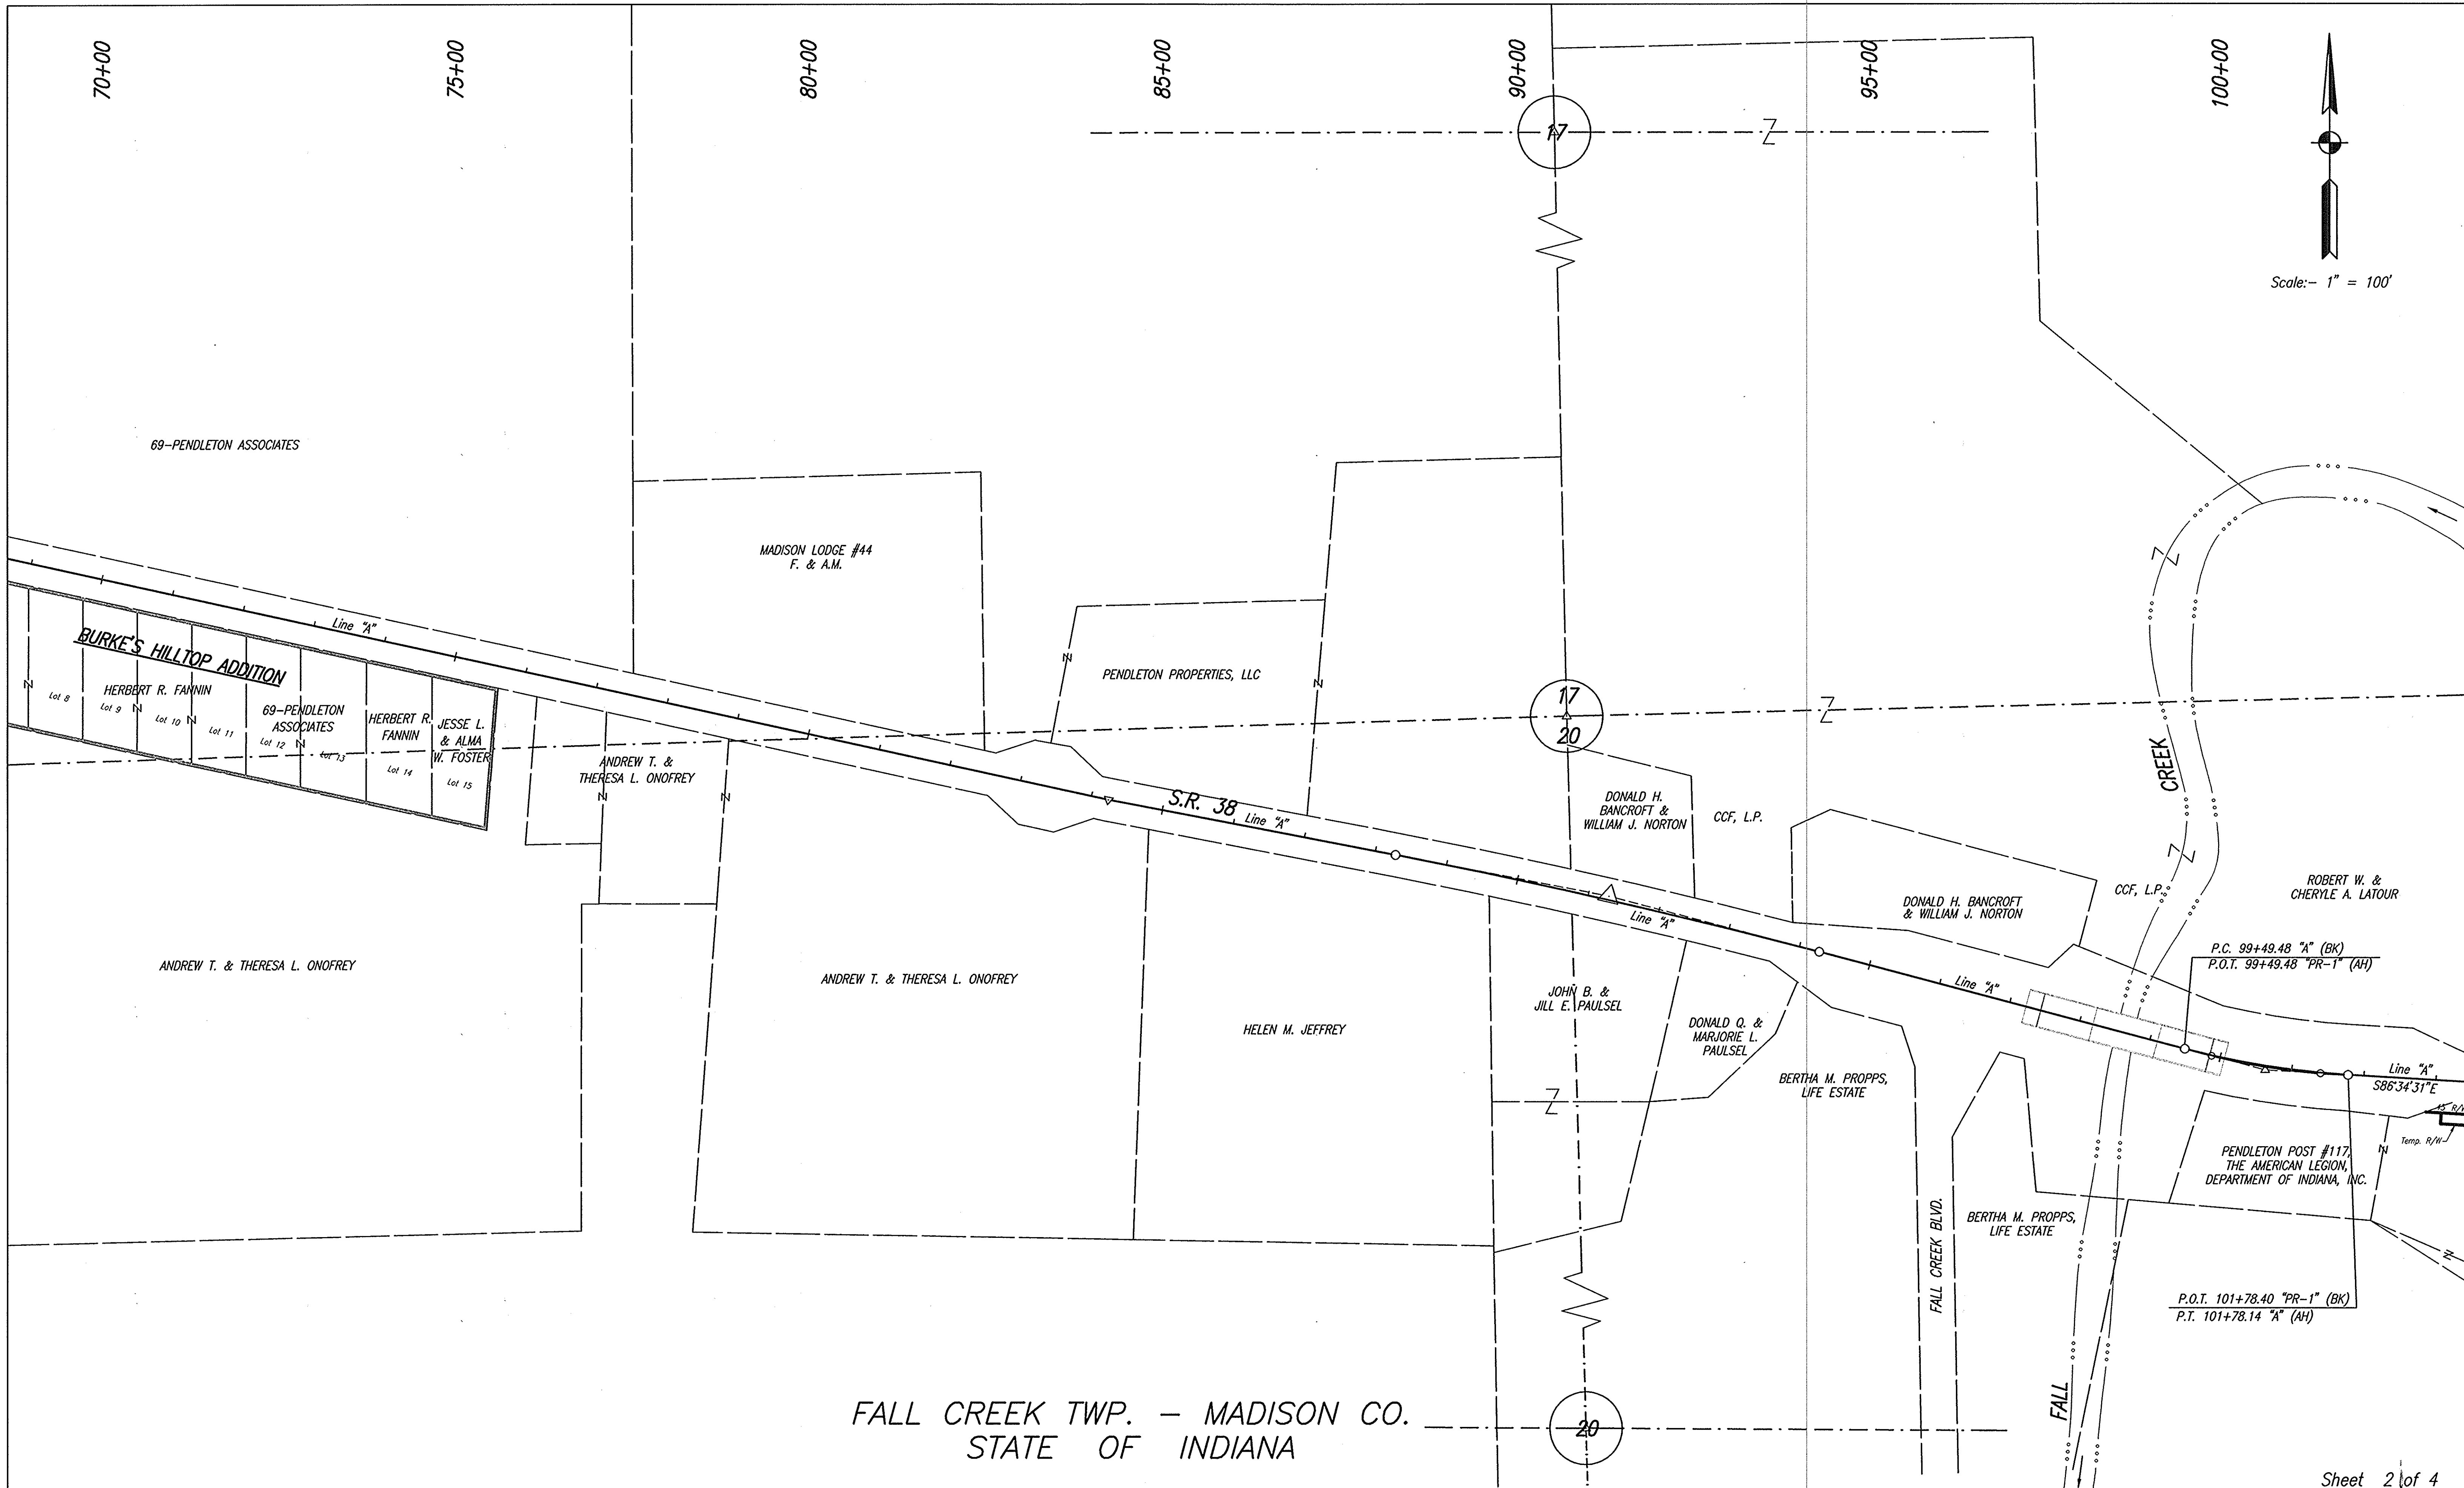 70+00
75+00
80+00
85+00
90+00
95+00
100+00
17
Scale:- 1" = 100'
69-PENDLETON ASSOCIATES
MADISON LODGE #44
F. & A.M.
Line "A"
BURKE'S HILLTOP ADDITION
PENDLETON PROPERTIES, LLC
HERBERT R. FANNIN
Lot 8
Lot 9
Lot 10
Lot 11
69-PENDLETON
ASSOCIATES
Lot 12
Lot 13
HERBERT R.
FANNIN
Lot 14
JESSE L.
& ALMA
W. FOSTER
Lot 15
ANDREW T. &
THERESA L. ONOFREY
17
20
S.R. 38
Line "A"
DONALD H.
BANCROFT &
WILLIAM J. NORTON
CCF, L.P.
CREEK
DONALD H. BANCROFT
& WILLIAM J. NORTON
CCF, L.P.
ROBERT W. &
CHERYLE A. LATOUR
Line "A"
ANDREW T. & THERESA L. ONOFREY
ANDREW T. & THERESA L. ONOFREY
HELEN M. JEFFREY
JOHN B. &
JILL E. PAULSEL
DONALD Q. &
MARJORIE L.
PAULSEL
BERTHA M. PROPPS,
LIFE ESTATE
Line "A"
P.C. 99+49.48 "A" (BK)
P.O.T. 99+49.48 "PR-1" (AH)
Line "A"
S86°34'31"E
45' R/W
Temp. R/W
PENDLETON POST #117,
THE AMERICAN LEGION,
DEPARTMENT OF INDIANA, INC.
BERTHA M. PROPPS,
LIFE ESTATE
FALL CREEK BLVD.
P.O.T. 101+78.40 "PR-1" (BK)
P.T. 101+78.14 "A" (AH)
FALL
20
FALL CREEK TWP. - MADISON CO.
STATE OF INDIANA
Sheet 2 of 4